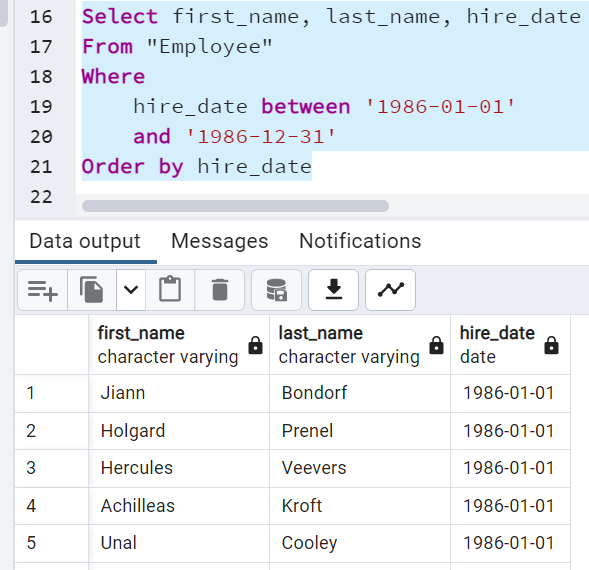 16 Select first_name, last_name, hire_date
17 From "Employee"
18 Where
19 hire_date between '1986-01-01'
20 and '1986-12-31'
21 Order by hire_date
22
Data output Messages Notifications
first_name last_name hire_date
character varying character varying date
1 Jiann Bondorf 1986-01-01
2 Holgard Prenel 1986-01-01
3 Hercules Veevers 1986-01-01
4 Achilleas Kroft 1986-01-01
5 Unal Cooley 1986-01-01